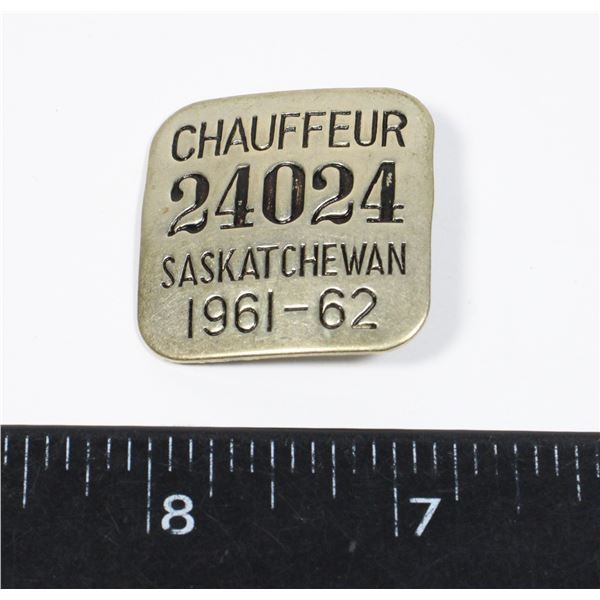 CHAUFFEUR
24024
SASKATCHEWAN
1961-62
8 7